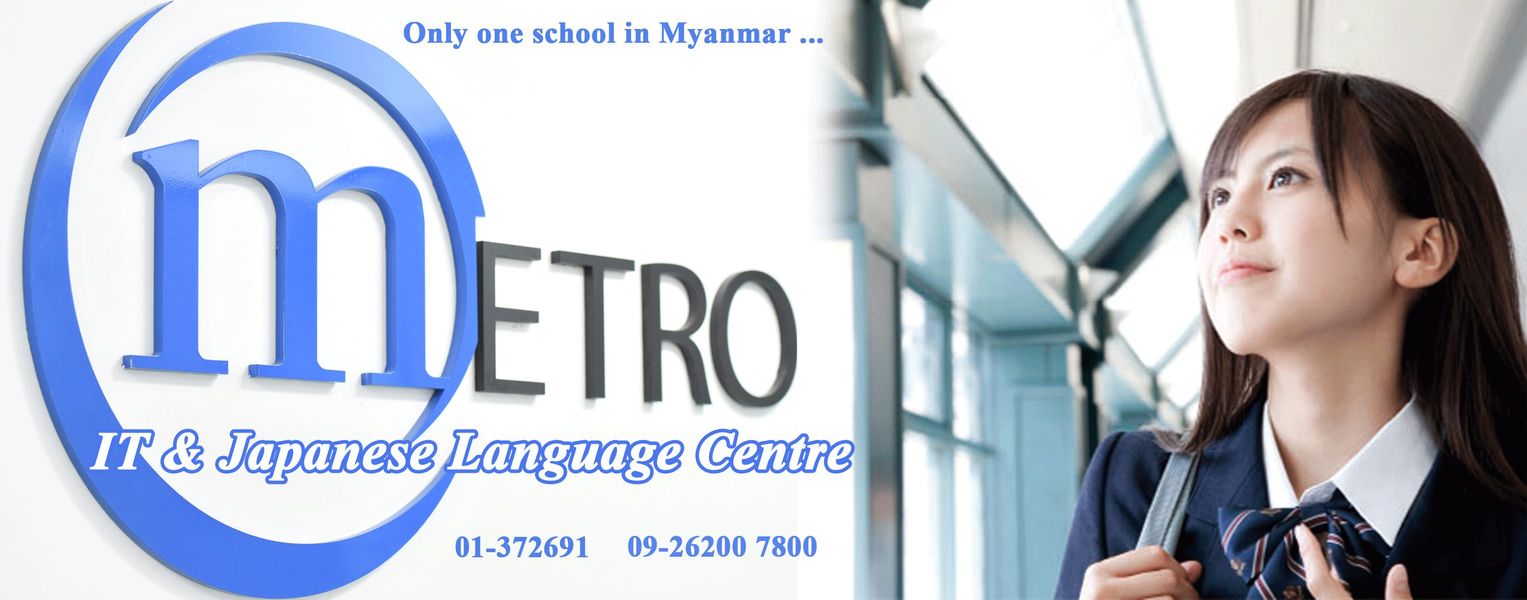 Only one school in Myanmar ...
mETRO
IT & Japanese Language Centre
01-372691 09-26200 7800